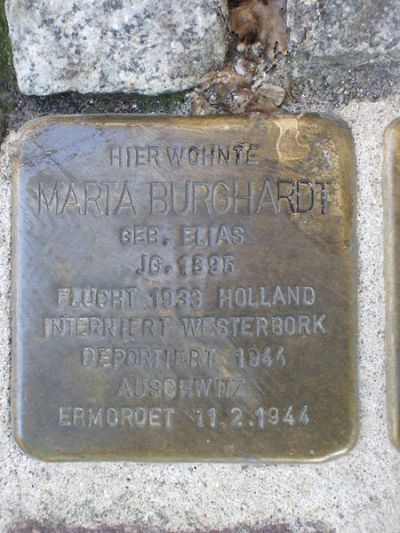 HIER WOHNTE
MARTA BURGHARDT
GEB. ELIAS
JG. 1895
FLUCHT 1933 HOLLAND
INTERNIERT WESTERBORK
DEPORTIERT 1944
AUSCHWITZ
ERMORDET 11.2.1944